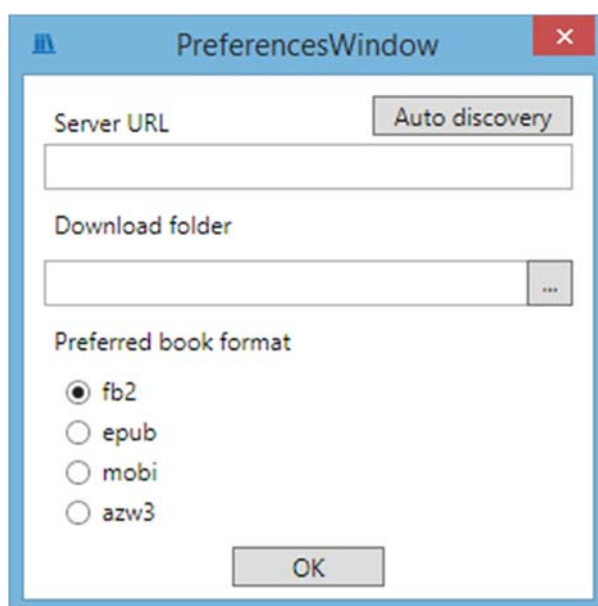 PreferencesWindow
Server URL Auto discovery
Download folder
...
Preferred book format
fb2
epub
mobi
azw3
OK